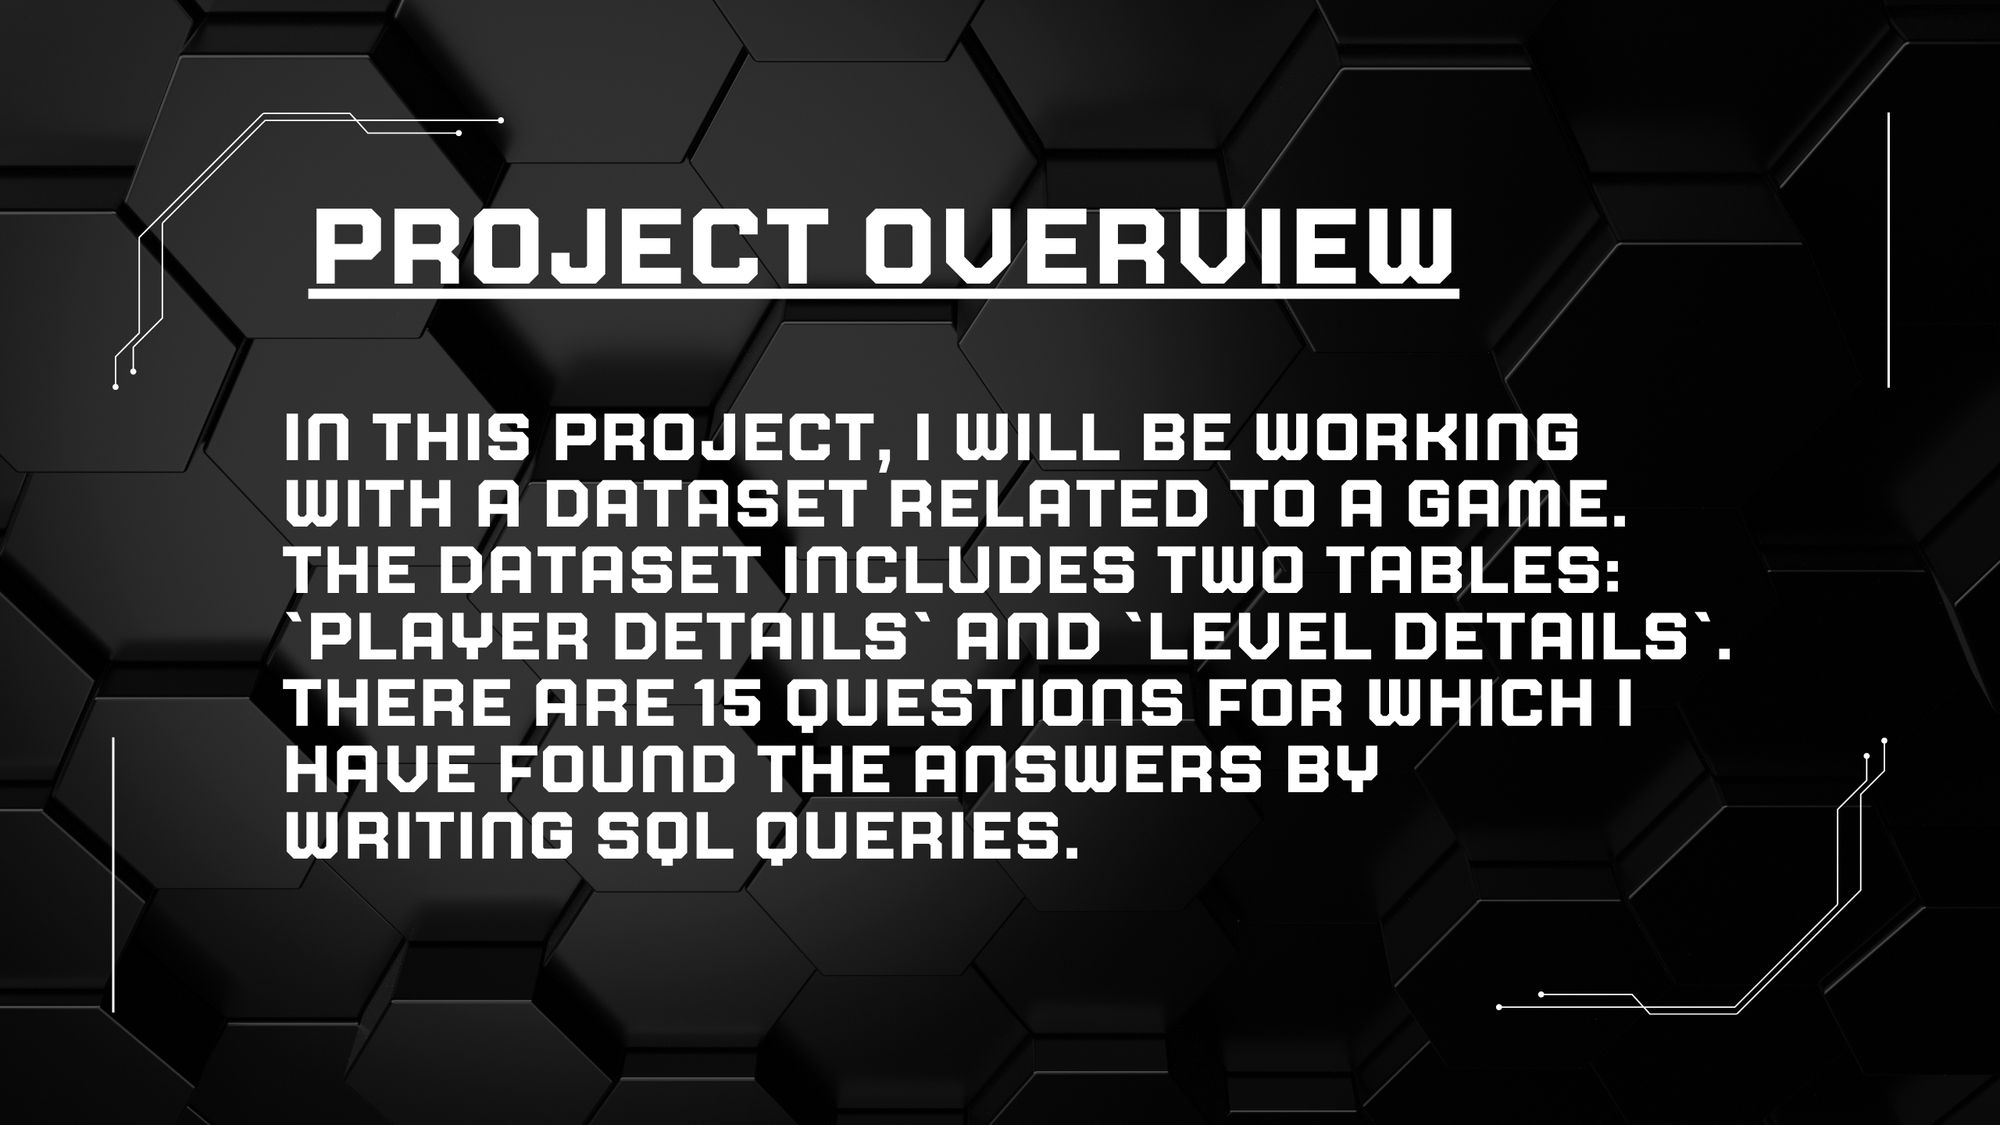 PROJECT OVERVIEW
IN THIS PROJECT, I WILL BE WORKING
WITH A DATASET RELATED TO A GAME.
THE DATASET INCLUDES TWO TABLES:
`PLAYER DETAILS` AND `LEVEL DETAILS`.
THERE ARE 15 QUESTIONS FOR WHICH I
HAVE FOUND THE ANSWERS BY
WRITING SQL QUERIES.